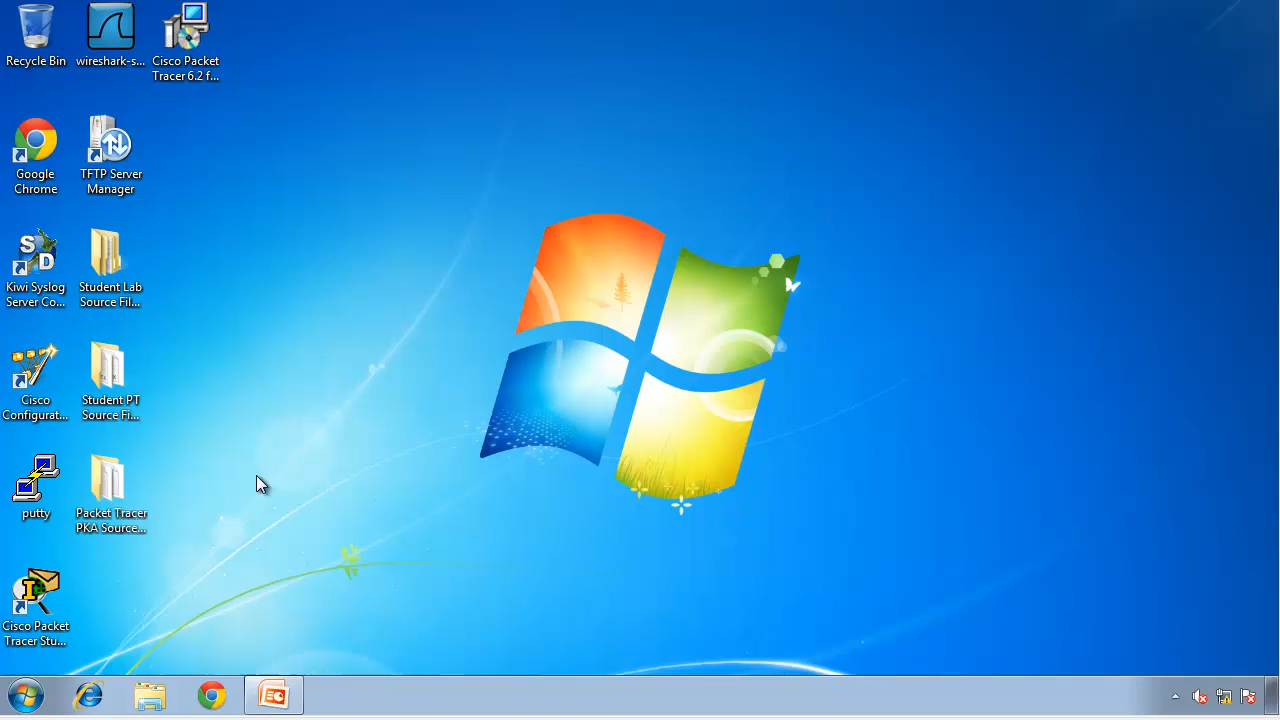 Recycle Bin
wireshark-s...
Cisco Packet
Tracer 6.2 f...
Google
Chrome
TFTP Server
Manager
Kiwi Syslog
Server Co...
Student Lab
Source Fil...
Cisco
Configurat...
Student PT
Source Fi...
putty
Packet Tracer
PKA Source...
Cisco Packet
Tracer Stu...